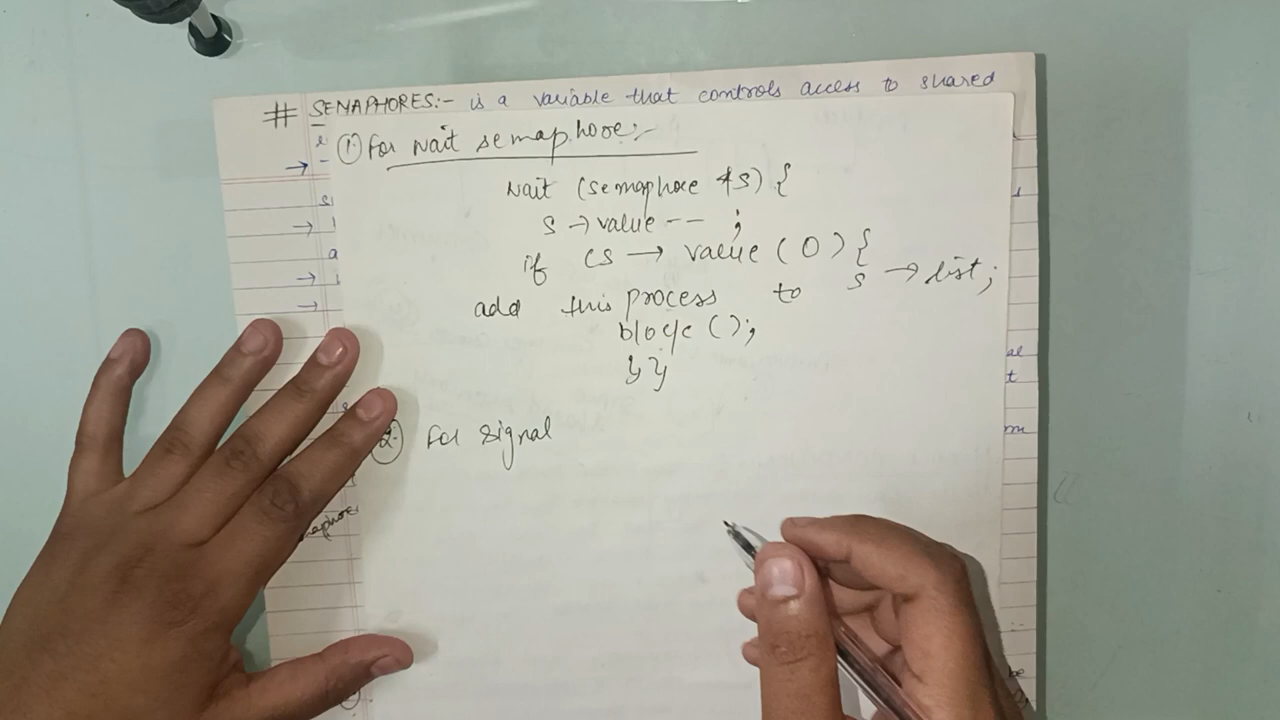 # SEMAPHORES:- is a variable that controls access to shared
① For wait semaphore:-
wait (semaphore *S) {
S → value -- ;
if (S → value ( 0 ) {
add this process to S → list;
block ();
} }
② For signal